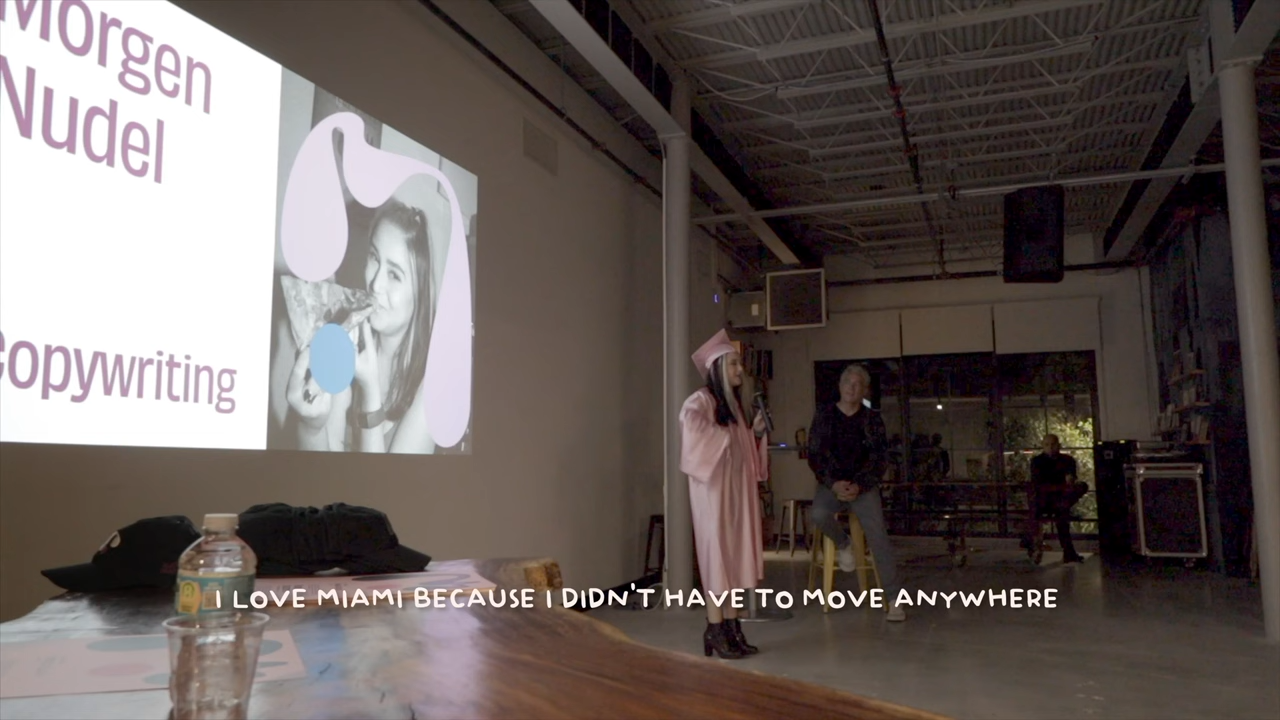 Morgen
Nudel
copywriting
I LOVE MIAMI BECAUSE I DIDN'T HAVE TO MOVE ANYWHERE